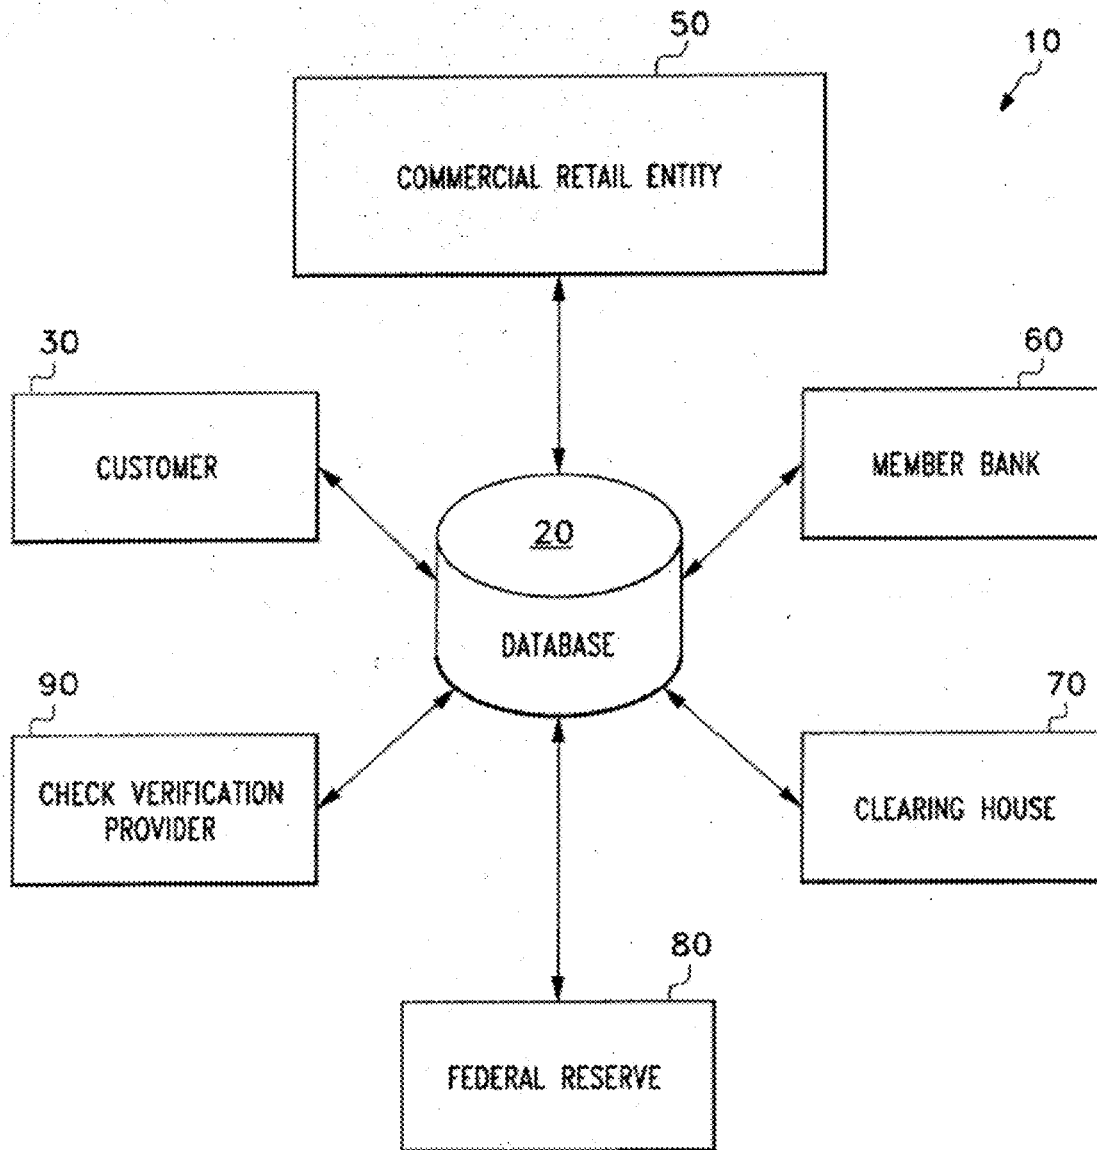 50
10
COMMERCIAL RETAIL ENTITY
30
60
CUSTOMER
MEMBER BANK
20
DATABASE
90
70
CHECK VERIFICATION
PROVIDER
CLEARING HOUSE
80
FEDERAL RESERVE